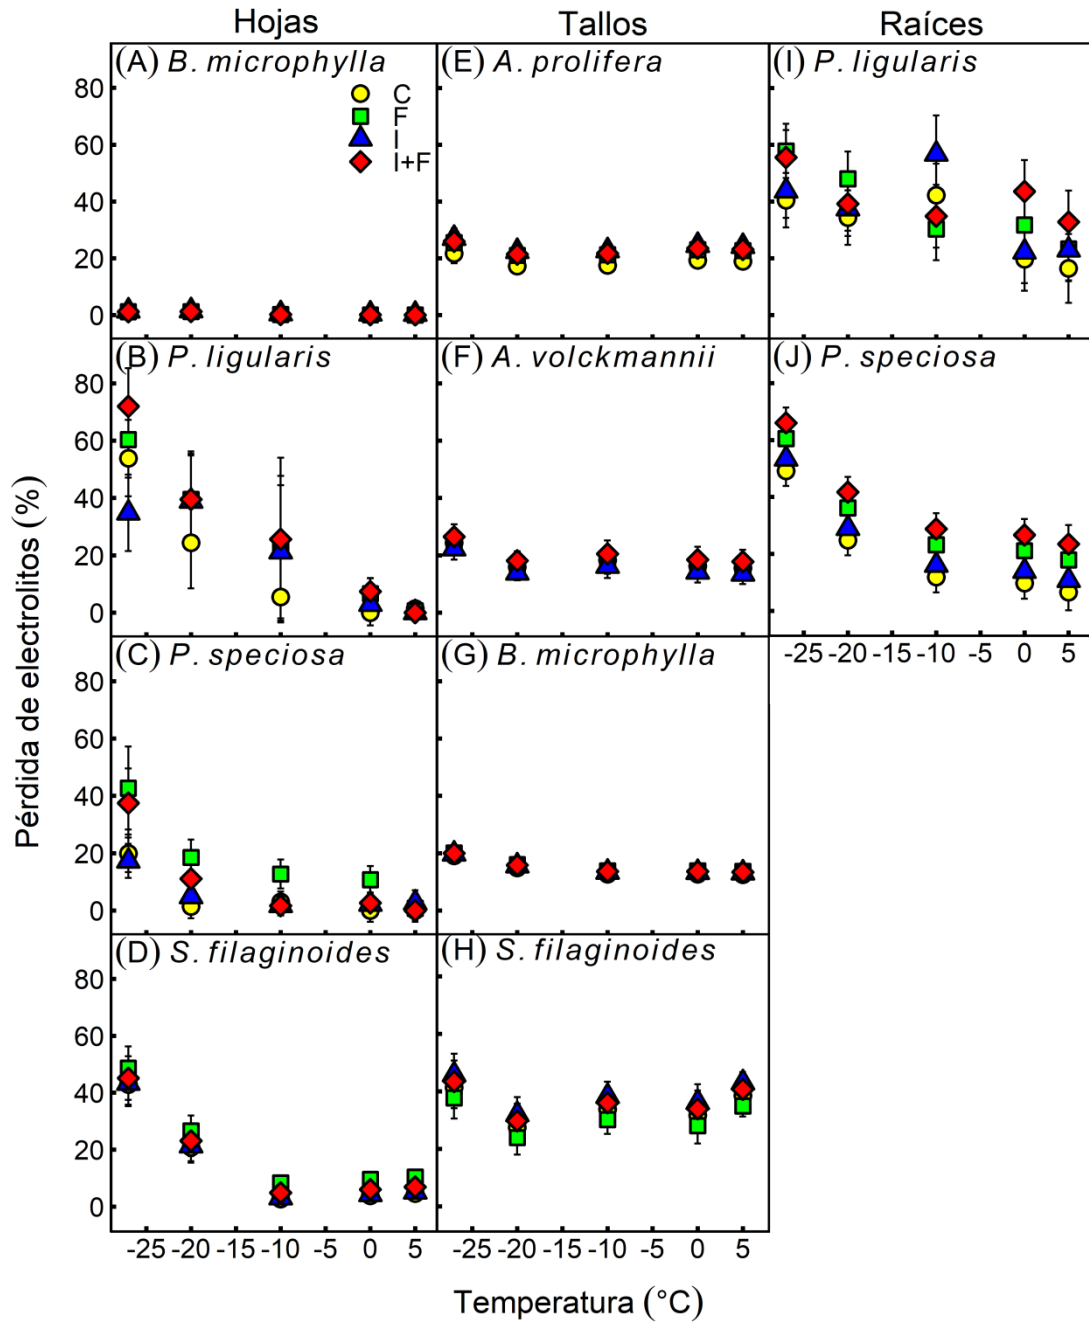 Hojas
Tallos
Raíces
(A) B. microphylla
C
F
I
I+F
(E) A. prolifera
(I) P. ligularis
80
60
40
20
0
(B) P. ligularis
(F) A. volckmannii
(J) P. speciosa
80
60
40
20
0
-25 -20 -15 -10 -5 0 5
(C) P. speciosa
(G) B. microphylla
80
60
40
20
0
(D) S. filaginoides
(H) S. filaginoides
80
60
40
20
0
-25 -20 -15 -10 -5 0 5
-25 -20 -15 -10 -5 0 5
Pérdida de electrolitos (%)
Temperatura (°C)